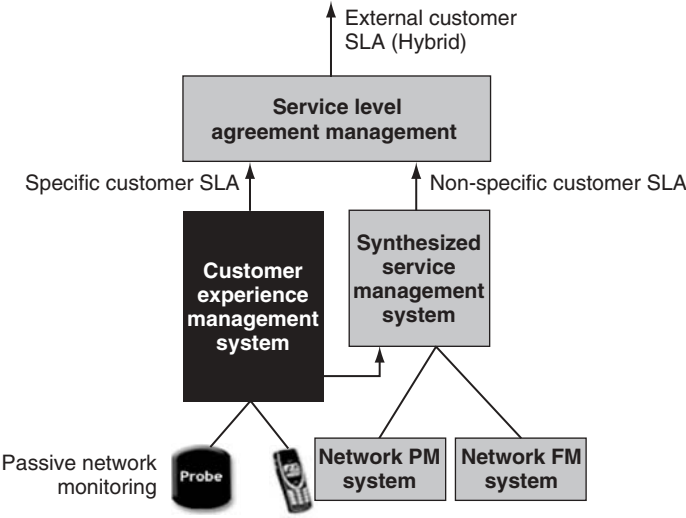 External customer
SLA (Hybrid)
Service level
agreement management
Specific customer SLA
Non-specific customer SLA
Customer
experience
management
system
Synthesized
service
management
system
Passive network
monitoring
Probe
Network PM
system
Network FM
system